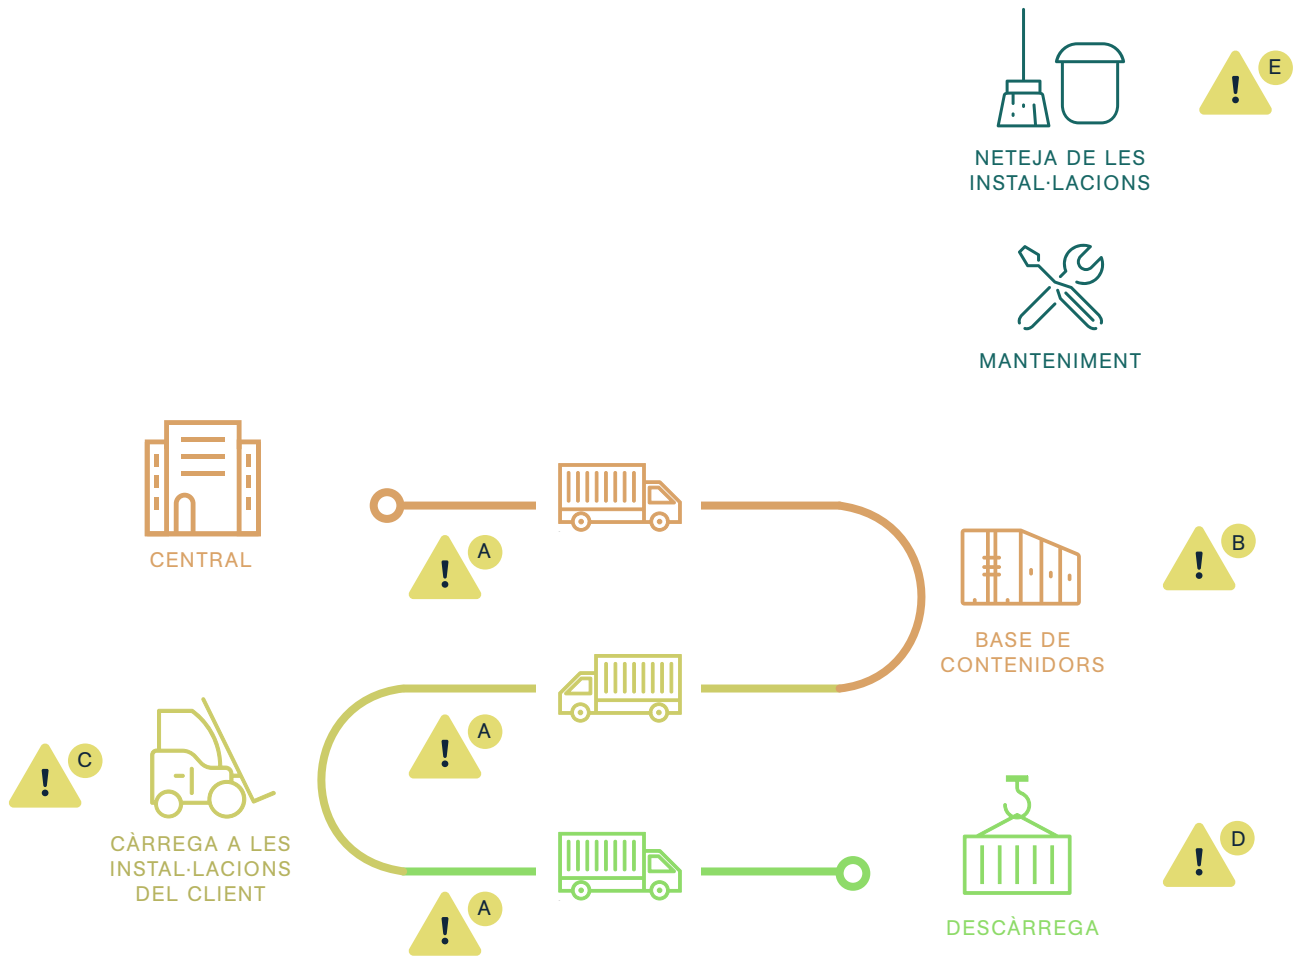 E
NETEJA DE LES
INSTAL·LACIONS
MANTENIMENT
CENTRAL
A
B
BASE DE
CONTENIDORS
A
C
CÀRREGA A LES
INSTAL·LACIONS
DEL CLIENT
D
A
DESCÀRREGA